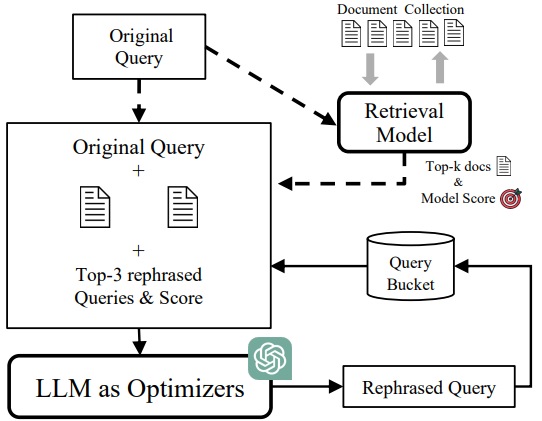 Original
Query
Document Collection
Retrieval
Model
Top-k docs
&
Model Score
Original Query
+
+
Top-3 rephrased
Queries & Score
Query
Bucket
LLM as Optimizers
Rephrased Query